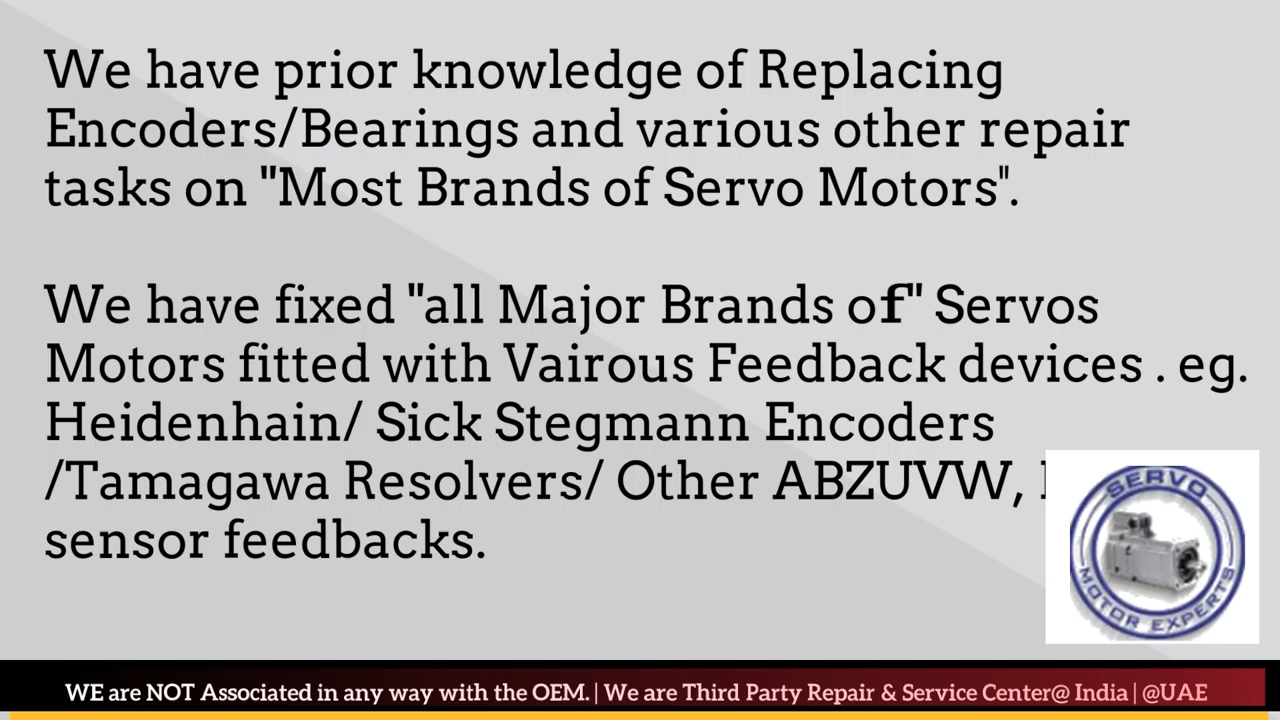 We have prior knowledge of Replacing
Encoders/Bearings and various other repair
tasks on "Most Brands of Servo Motors".
We have fixed "all Major Brands of" Servos
Motors fitted with Vairous Feedback devices . eg.
Heidenhain/ Sick Stegmann Encoders
/Tamagawa Resolvers/ Other ABZUVW,
sensor feedbacks.
SERVO
MOTOR EXPERTS
WE are NOT Associated in any way with the OEM. | We are Third Party Repair & Service Center@ India | @UAE